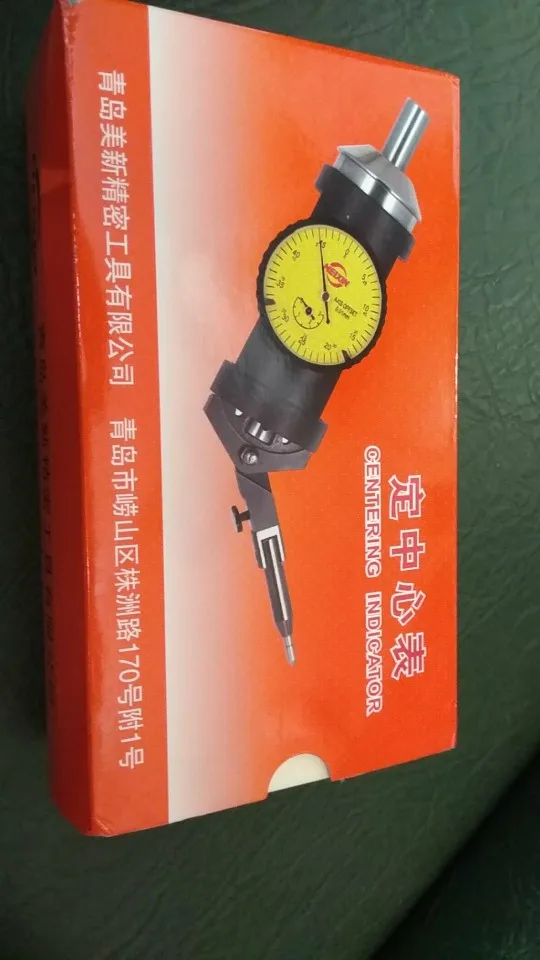 定中心表
CENTERING INDICATOR
青岛美新精密工具有限公司 青岛市崂山区株洲路170号附1号